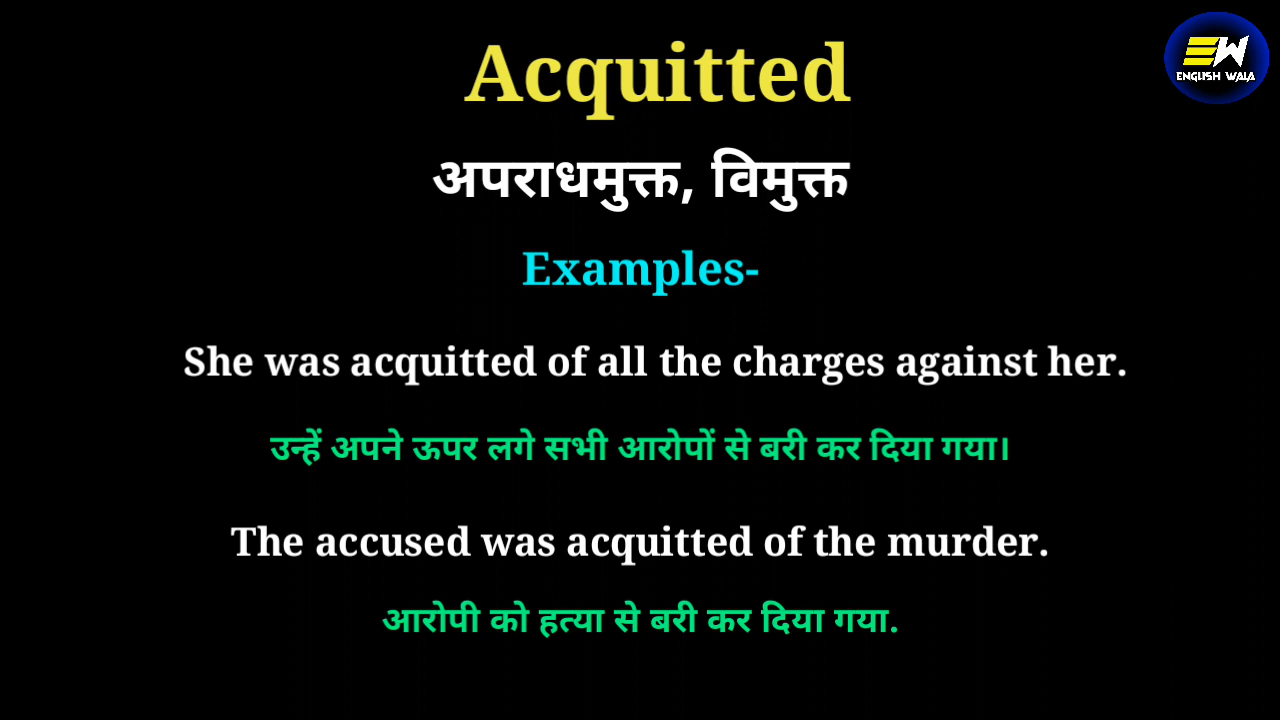 Acquitted
EW
ENGLISH WALA
अपराधमुक्त, विमुक्त
Examples-
She was acquitted of all the charges against her.
उन्हें अपने ऊपर लगे सभी आरोपों से बरी कर दिया गया।
The accused was acquitted of the murder.
आरोपी को हत्या से बरी कर दिया गया.